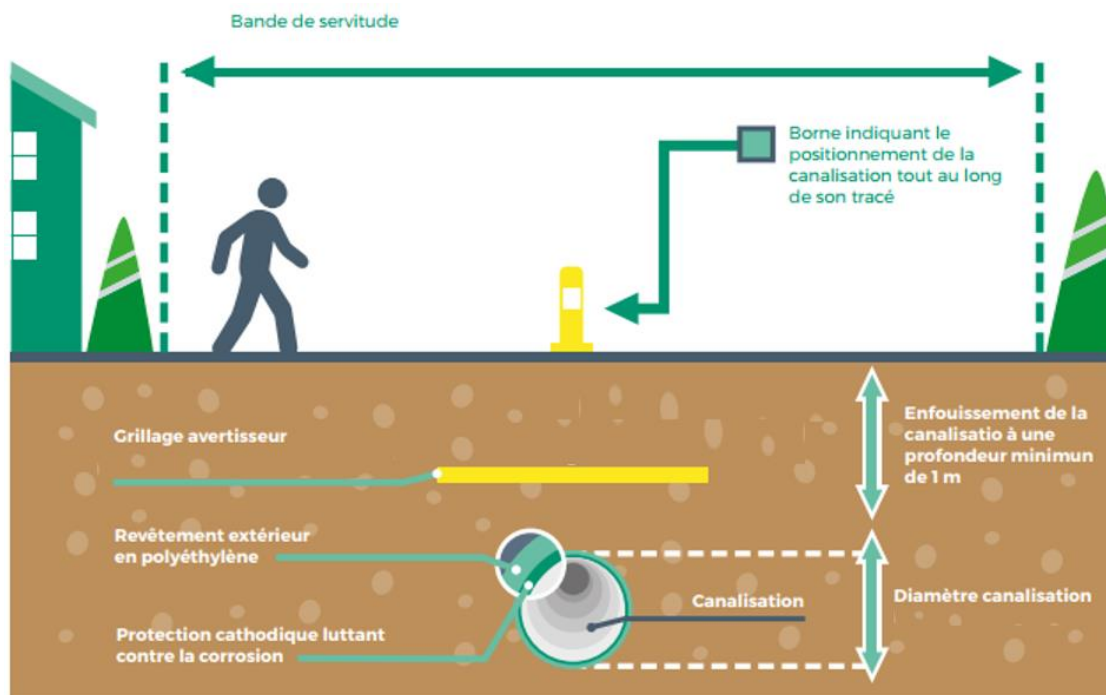 Bande de servitude
Borne indiquant le
positionnement de la
canalisation tout au long
de son tracé
Grillage avertisseur
Enfouissement de la
canalisatio à une
profondeur minimun
de 1 m
Revêtement extérieur
en polyéthylène
Canalisation
Diamètre canalisation
Protection cathodique luttant
contre la corrosion